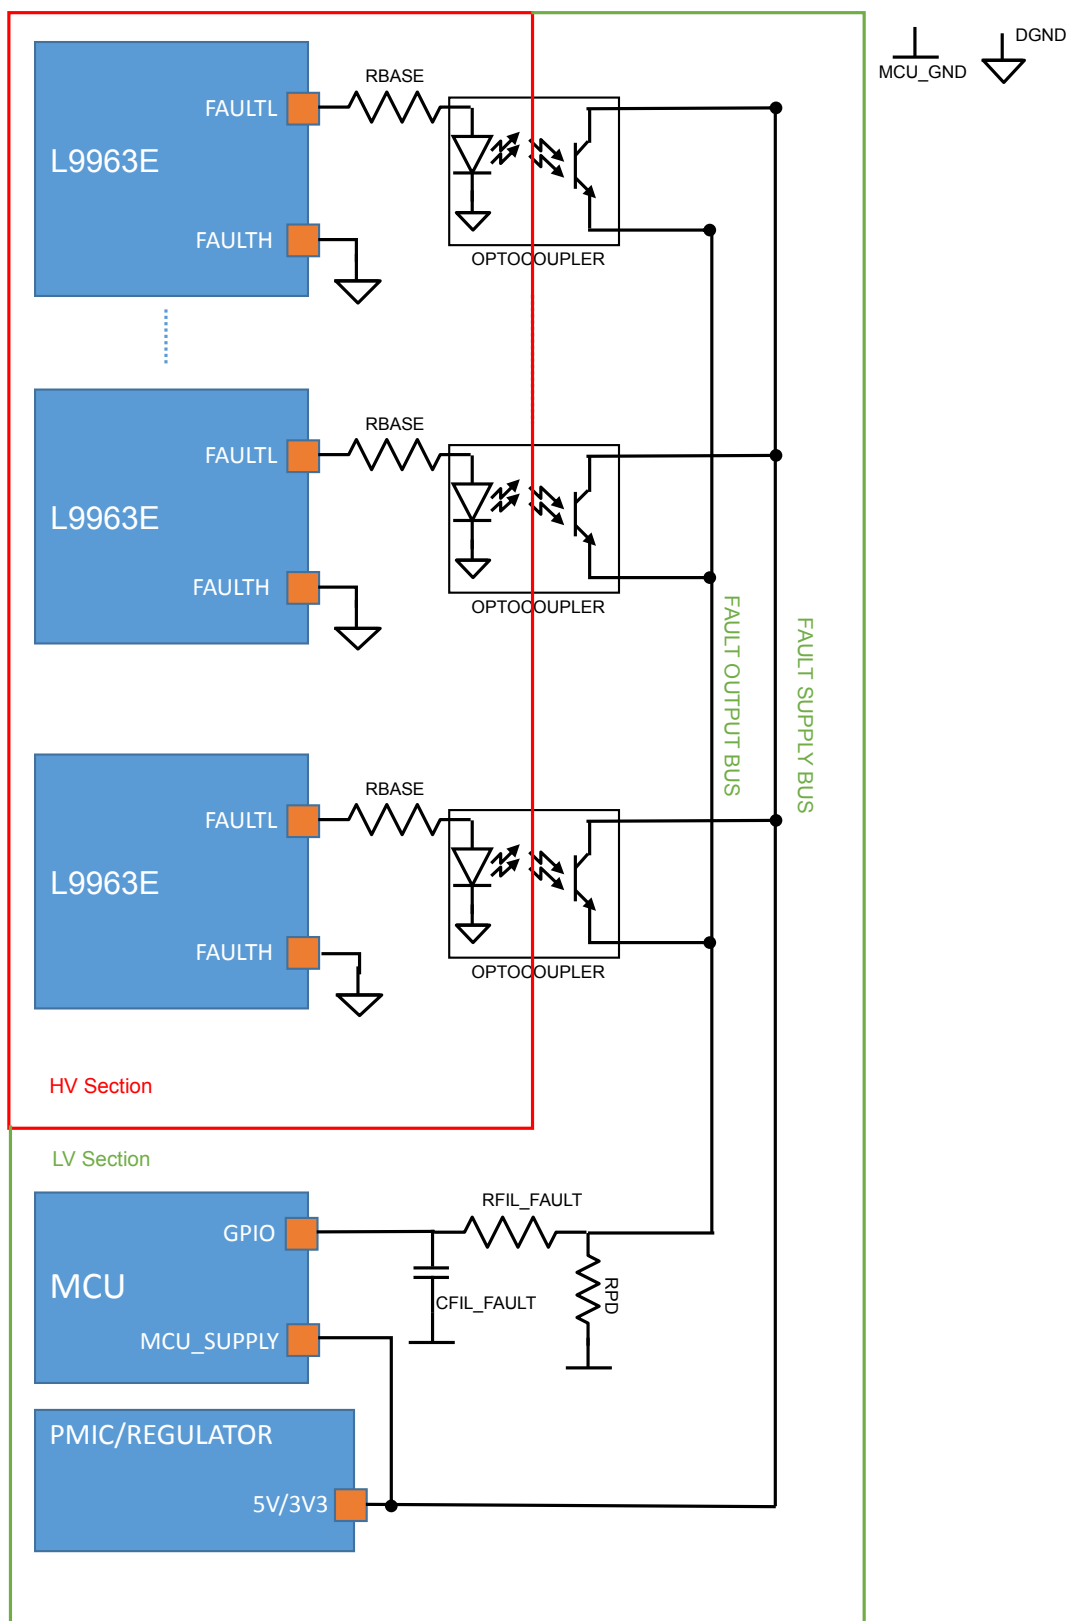 DGND
MCU_GND
RBASE
FAULTL
L9963E
FAULTH
OPTOCOUPLER
RBASE
FAULTL
L9963E
FAULTH
OPTOCOUPLER
FAULT OUTPUT BUS
FAULT SUPPLY BUS
RBASE
FAULTL
L9963E
FAULTH
OPTOCOUPLER
HV Section
LV Section
RFIL_FAULT
GPIO
MCU
RPD
CFIL_FAULT
MCU_SUPPLY
PMIC/REGULATOR
5V/3V3